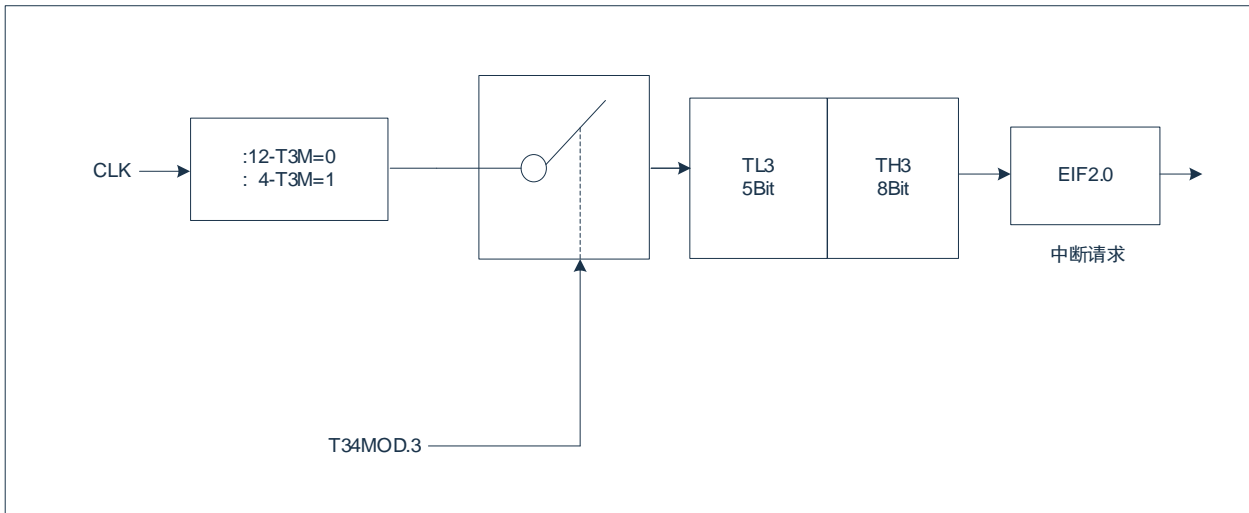 CLK
:12-T3M=0
: 4-T3M=1
TL3
5Bit
TH3
8Bit
EIF2.0
中断请求
T34MOD.3